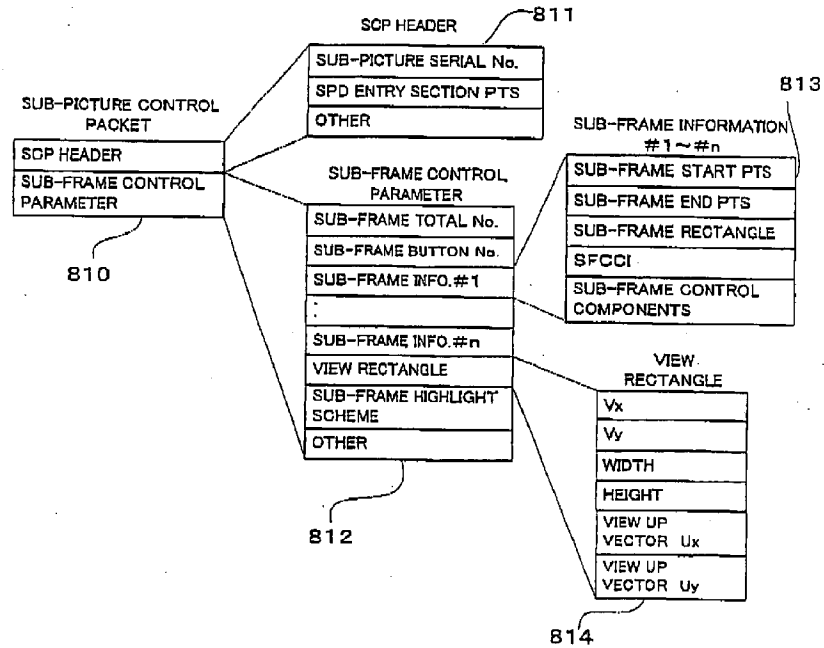 811
SCP HEADER
SUB-PICTURE SERIAL No.
SPD ENTRY SECTION PTS
OTHER
SUB-PICTURE CONTROL
PACKET
SCP HEADER
SUB-FRAME CONTROL
PARAMETER
810
SUB-FRAME CONTROL
PARAMETER
SUB-FRAME TOTAL No.
SUB-FRAME BUTTON No.
SUB-FRAME INFO.#1
:
SUB-FRAME INFO.#n
VIEW RECTANGLE
SUB-FRAME HIGHLIGHT
SCHEME
OTHER
812
813
SUB-FRAME INFORMATION
#1~#n
SUB-FRAME START PTS
SUB-FRAME END PTS
SUB-FRAME RECTANGLE
SFCCI
SUB-FRAME CONTROL
COMPONENTS
VIEW
RECTANGLE
Vx
Vy
WIDTH
HEIGHT
VIEW UP
VECTOR Ux
VIEW UP
VECTOR Uy
814